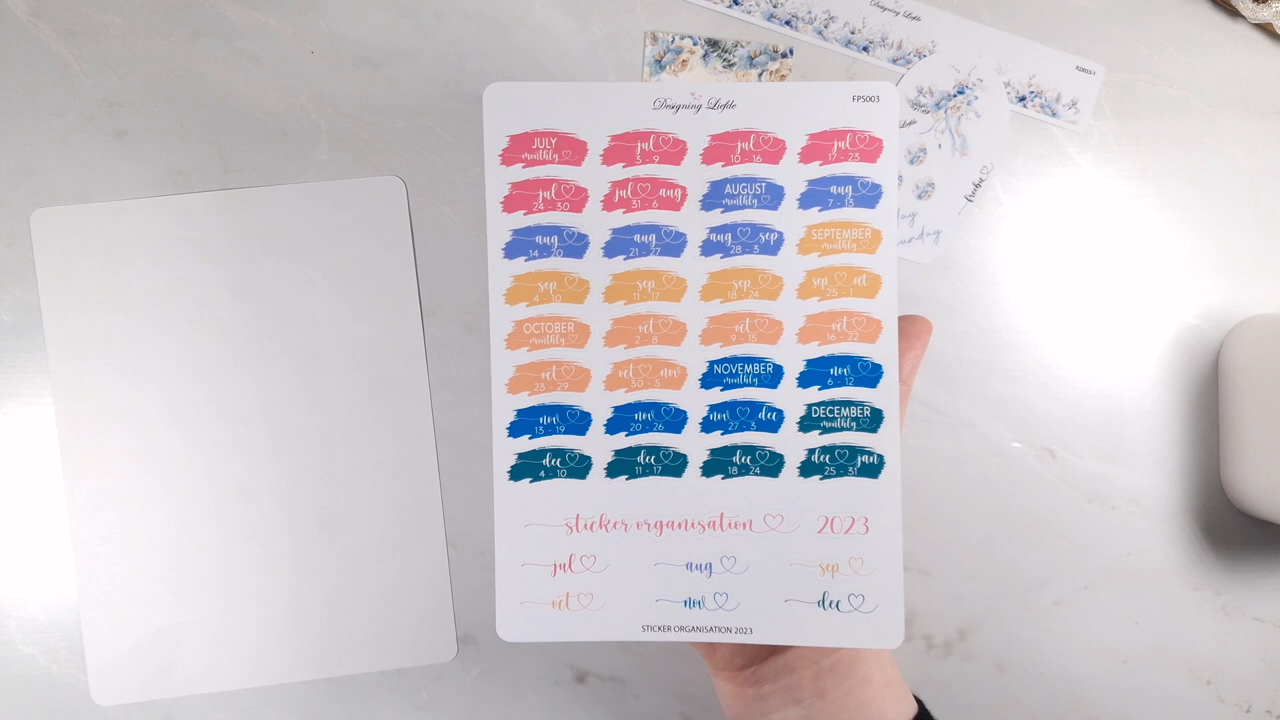 Designing Liefde
FLD015-1
Designing Liefde
FPS003
JULY
monthly
jul
3 - 9
jul
10 - 16
jul
17 - 23
jul
24 - 30
jul aug
31 - 6
AUGUST
monthly
aug
7 - 13
aug
14 - 20
aug
21 - 27
aug sep
28 - 3
SEPTEMBER
monthly
sep
4 - 10
sep
11 - 17
sep
18 - 24
sep oct
25 - 1
OCTOBER
monthly
oct
2 - 8
oct
9 - 15
oct
16 - 22
oct
23 - 29
oct nov
30 - 5
NOVEMBER
monthly
nov
6 - 12
nov
13 - 19
nov
20 - 26
nov dec
27 - 3
DECEMBER
monthly
dec
4 - 10
dec
11 - 17
dec
18 - 24
dec jan
25 - 31
sticker organisation 2023
jul aug sep
oct nov dec
STICKER ORGANISATION 2023
freebie